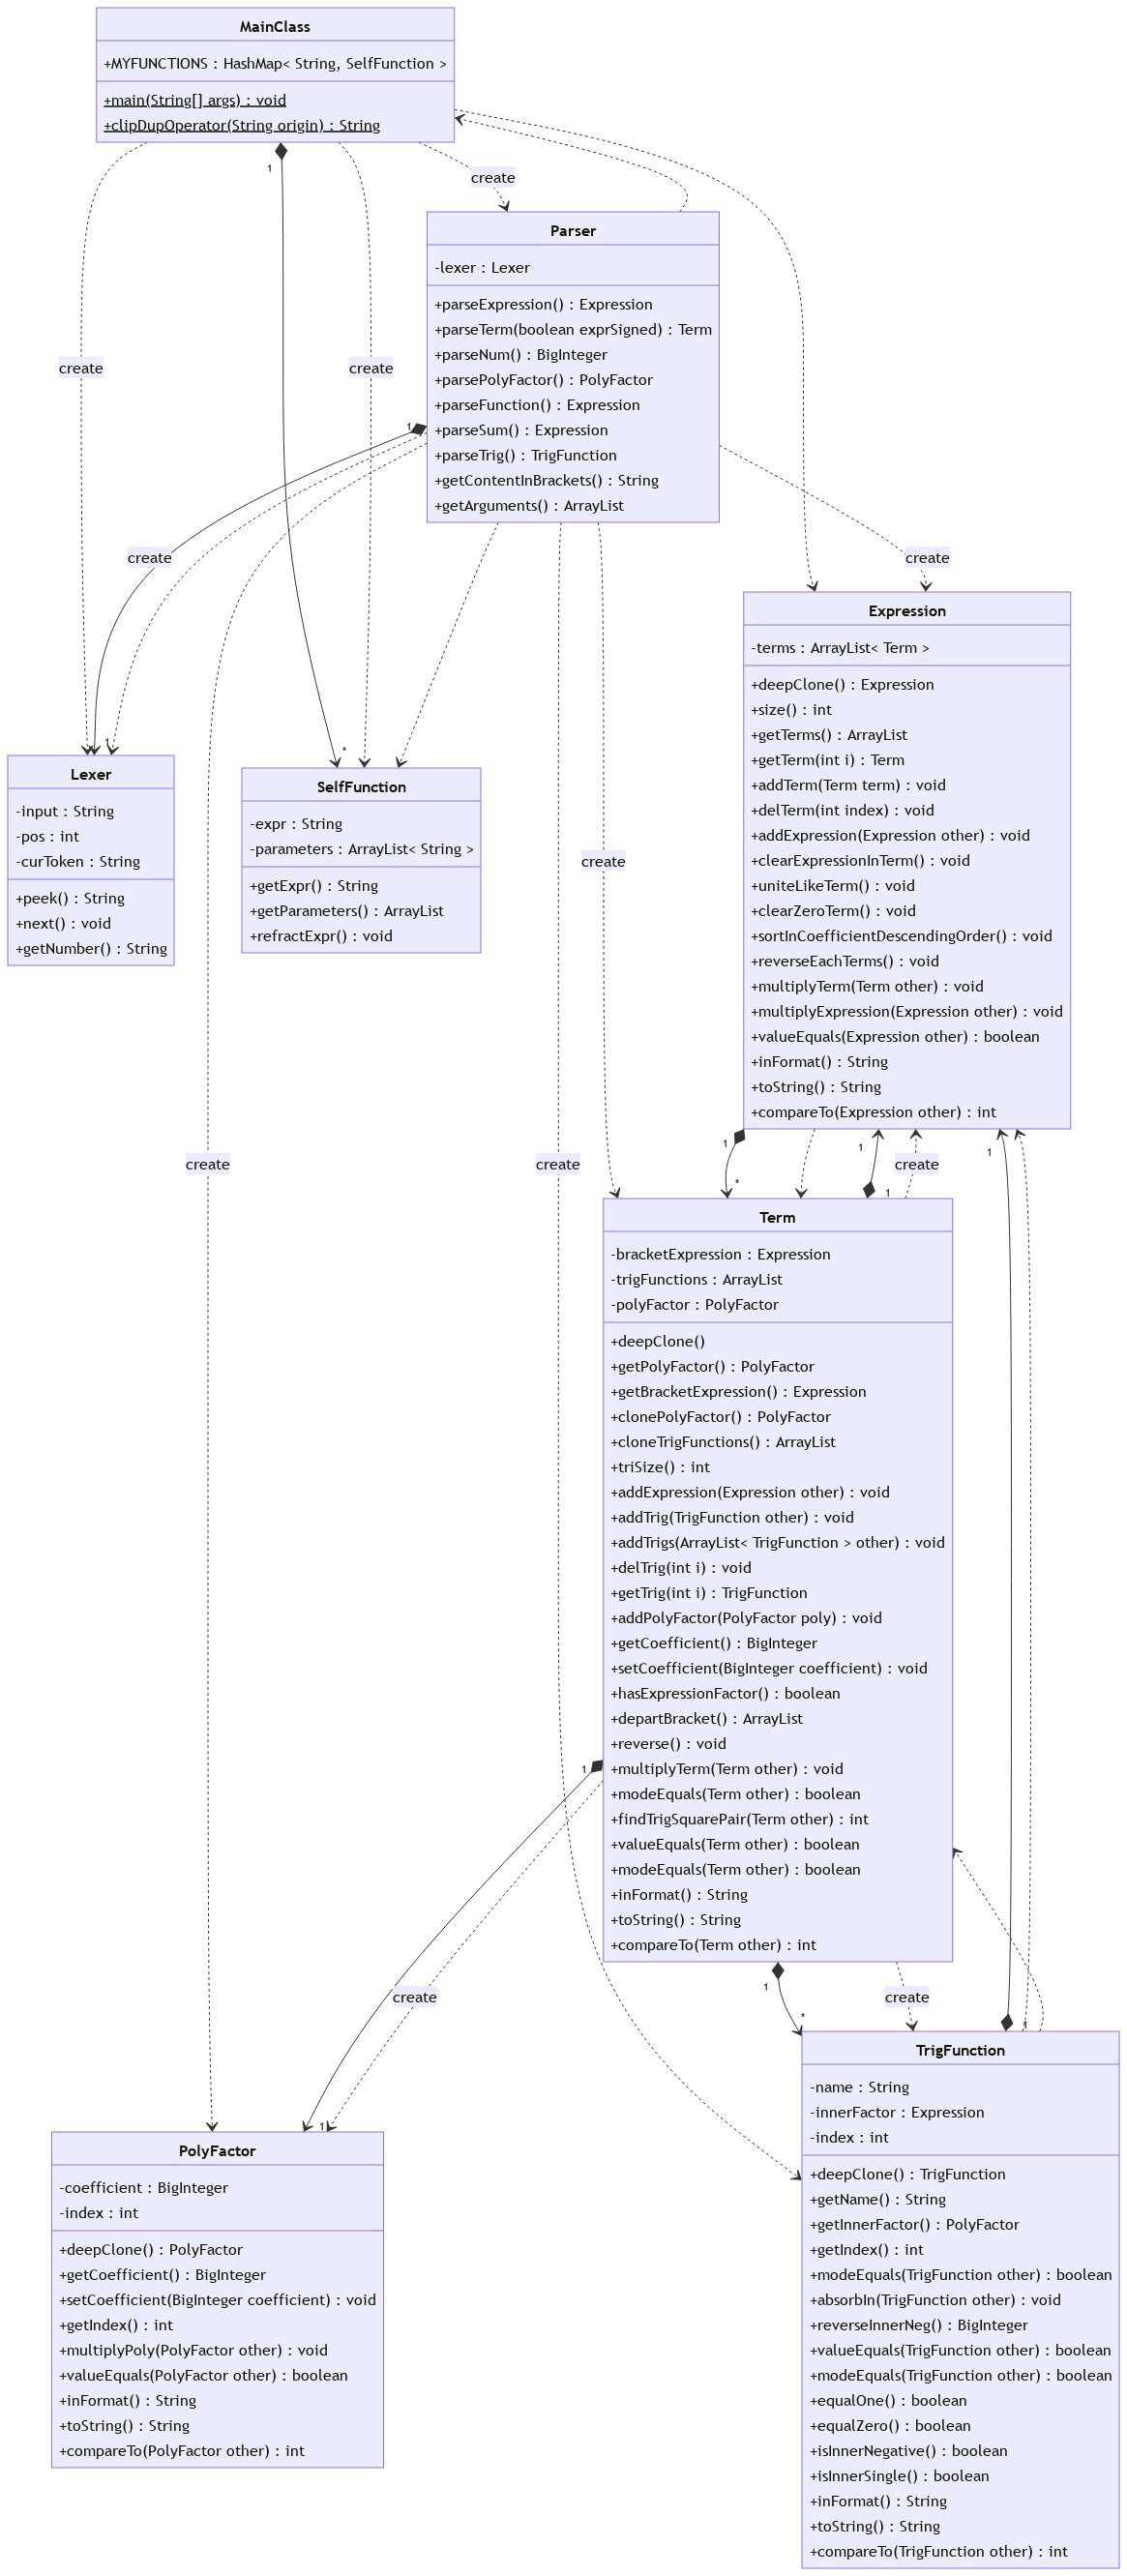 MainClass
+MYFUNCTIONS : HashMap< String, SelfFunction >
+main(String[] args) : void
+clipDupOperator(String origin) : String
1
create
Parser
-lexer : Lexer
+parseExpression() : Expression
+parseTerm(boolean exprSigned) : Term
+parseNum() : BigInteger
+parsePolyFactor() : PolyFactor
+parseFunction() : Expression
+parseSum() : Expression
+parseTrig() : TrigFunction
+getContentInBrackets() : String
+getArguments() : ArrayList
create
create
1
create
create
Expression
-terms : ArrayList< Term >
+deepClone() : Expression
+size() : int
+getTerms() : ArrayList
+getTerm(int i) : Term
+addTerm(Term term) : void
+delTerm(int index) : void
+addExpression(Expression other) : void
+clearExpressionInTerm() : void
+uniteLikeTerm() : void
+clearZeroTerm() : void
+sortInCoefficientDescendingOrder() : void
+reverseEachTerms() : void
+multiplyTerm(Term other) : void
+multiplyExpression(Expression other) : void
+valueEquals(Expression other) : boolean
+inFormat() : String
+toString() : String
+compareTo(Expression other) : int
1
*
Lexer
-input : String
-pos : int
-curToken : String
+peek() : String
+next() : void
+getNumber() : String
SelfFunction
-expr : String
-parameters : ArrayList< String >
+getExpr() : String
+getParameters() : ArrayList
+refractExpr() : void
create
create
create
1
*
1
1
create
1
Term
-bracketExpression : Expression
-trigFunctions : ArrayList
-polyFactor : PolyFactor
+deepClone()
+getPolyFactor() : PolyFactor
+getBracketExpression() : Expression
+clonePolyFactor() : PolyFactor
+cloneTrigFunctions() : ArrayList
+triSize() : int
+addExpression(Expression other) : void
+addTrig(TrigFunction other) : void
+addTrigs(ArrayList< TrigFunction > other) : void
+delTrig(int i) : void
+getTrig(int i) : TrigFunction
+addPolyFactor(PolyFactor poly) : void
+getCoefficient() : BigInteger
+setCoefficient(BigInteger coefficient) : void
+hasExpressionFactor() : boolean
+departBracket() : ArrayList
+reverse() : void
+multiplyTerm(Term other) : void
+modeEquals(Term other) : boolean
+findTrigSquarePair(Term other) : int
+valueEquals(Term other) : boolean
+modeEquals(Term other) : boolean
+inFormat() : String
+toString() : String
+compareTo(Term other) : int
1
create
1
create
*
1
1
PolyFactor
-coefficient : BigInteger
-index : int
+deepClone() : PolyFactor
+getCoefficient() : BigInteger
+setCoefficient(BigInteger coefficient) : void
+getIndex() : int
+multiplyPoly(PolyFactor other) : void
+valueEquals(PolyFactor other) : boolean
+inFormat() : String
+toString() : String
+compareTo(PolyFactor other) : int
TrigFunction
-name : String
-innerFactor : Expression
-index : int
+deepClone() : TrigFunction
+getName() : String
+getInnerFactor() : PolyFactor
+getIndex() : int
+modeEquals(TrigFunction other) : boolean
+absorbIn(TrigFunction other) : void
+reverseInnerNeg() : BigInteger
+valueEquals(TrigFunction other) : boolean
+modeEquals(TrigFunction other) : boolean
+equalOne() : boolean
+equalZero() : boolean
+isInnerNegative() : boolean
+isInnerSingle() : boolean
+inFormat() : String
+toString() : String
+compareTo(TrigFunction other) : int